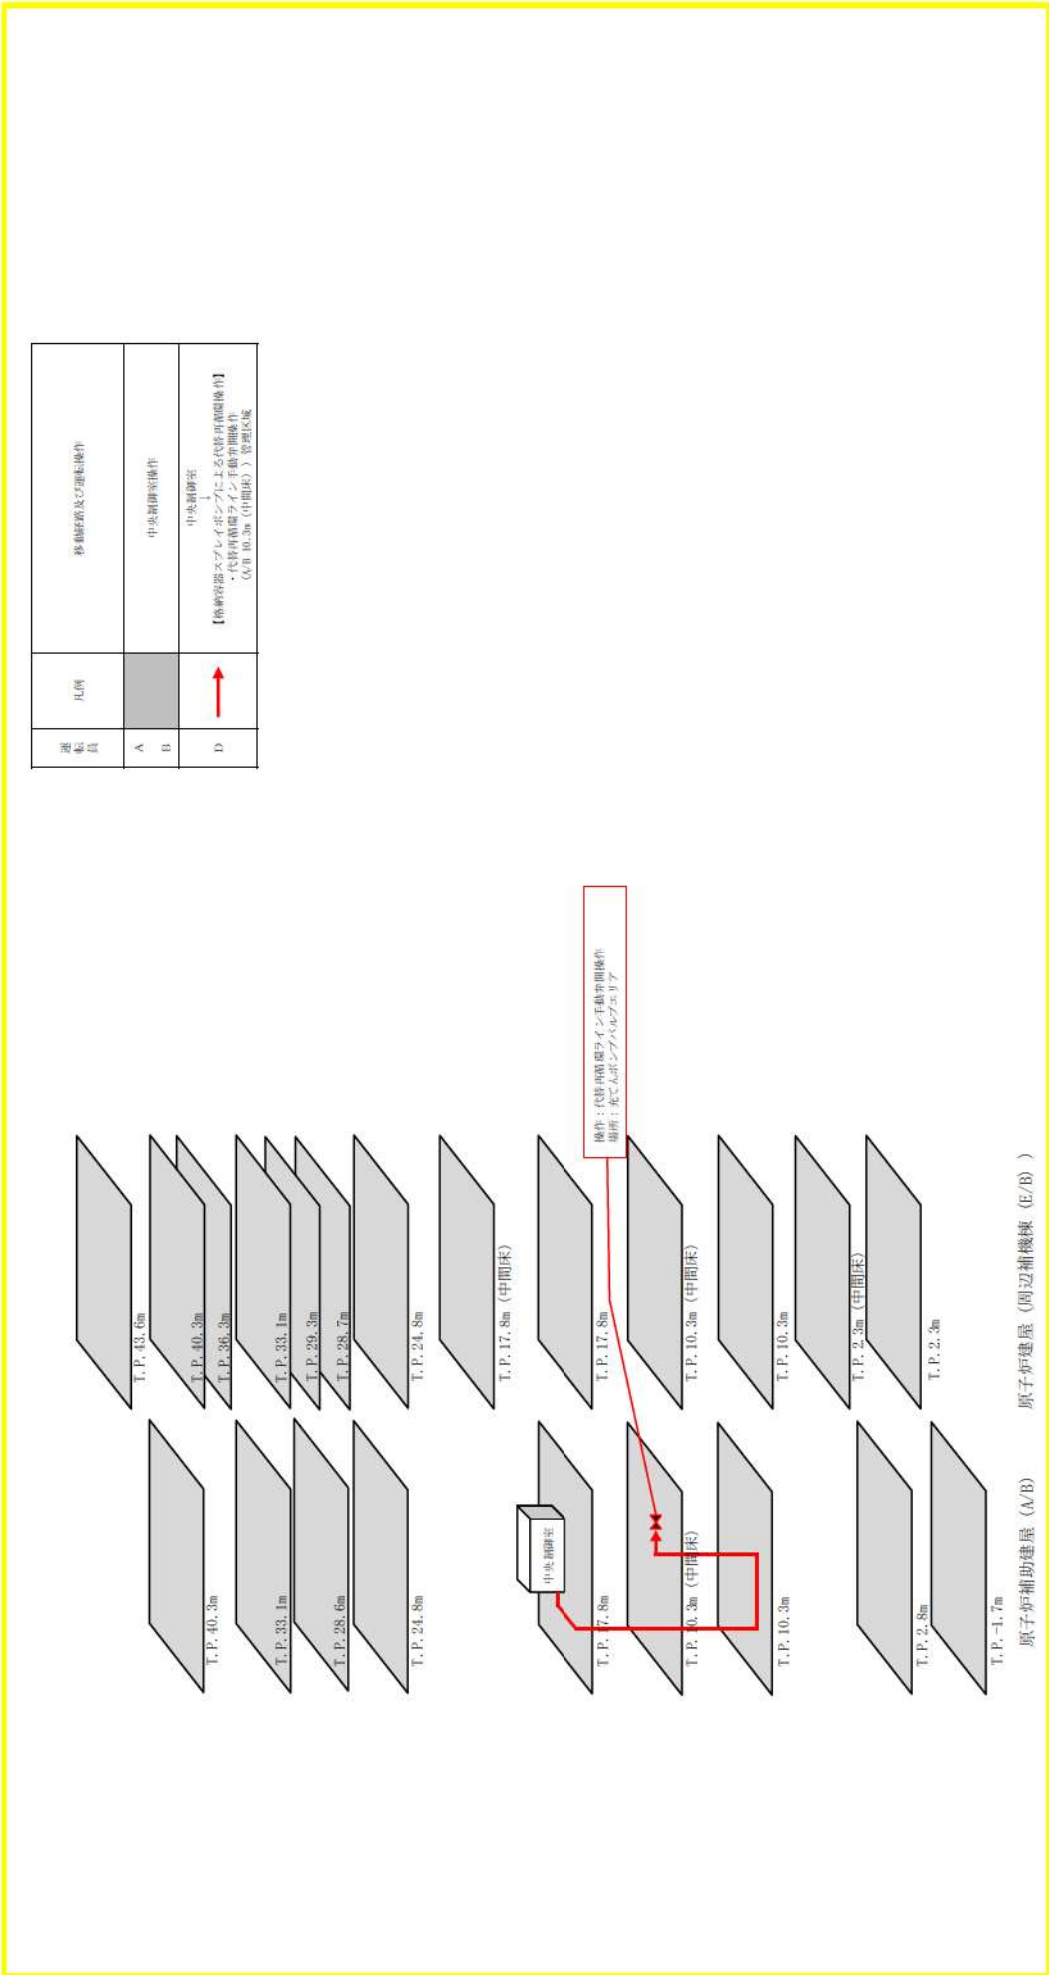 運転員
凡例
移動経路及び運転操作
A
B
中央制御室操作
D
中央制御室
↓
【格納容器スプレイポンプによる代替再循環操作】
・代替再循環ライン手動弁開操作
(A/B 10.3m（中間床）) 管理区域
T.P.40.3m
T.P.33.1m
T.P.28.6m
T.P.24.8m
中央制御室
T.P.17.8m
T.P.10.3m（中間床）
T.P.10.3m
T.P.2.8m
T.P.-1.7m
原子炉補助建屋（A/B）
T.P.43.6m
T.P.40.3m
T.P.36.3m
T.P.33.1m
T.P.29.3m
T.P.28.7m
T.P.24.8m
T.P.17.8m（中間床）
T.P.17.8m
T.P.10.3m（中間床）
T.P.10.3m
T.P.2.3m（中間床）
T.P.2.3m
原子炉建屋（周辺補機棟（E/B））
操作：代替再循環ライン手動弁開操作
場所：充てんポンプバルブエリア